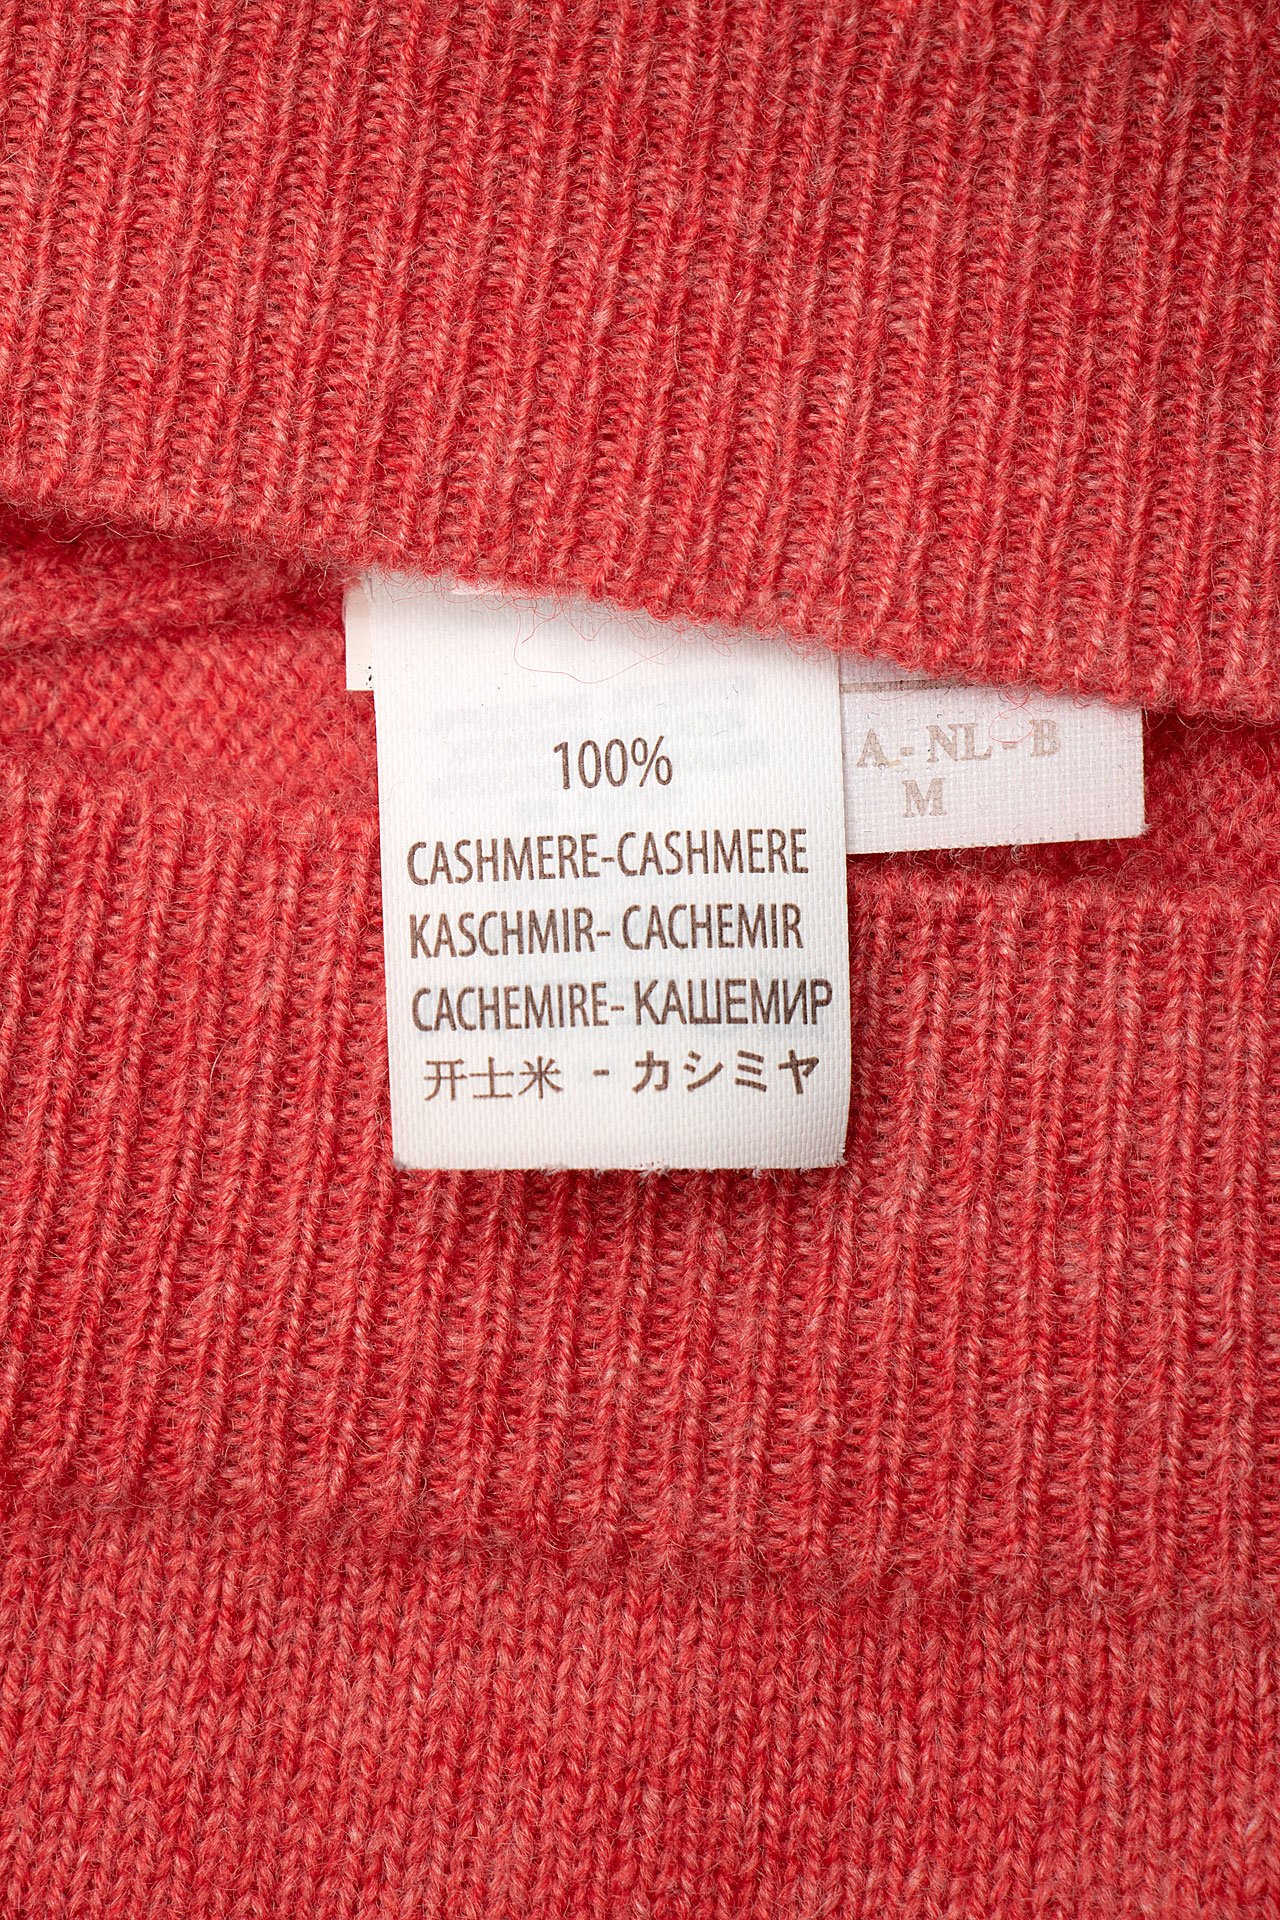 100%
CASHMERE-CASHMERE
KASCHMIR- CACHEMIR
CACHEMIRE- КАШЕМИР
开士米 - カシミヤ
A - NL - B
M